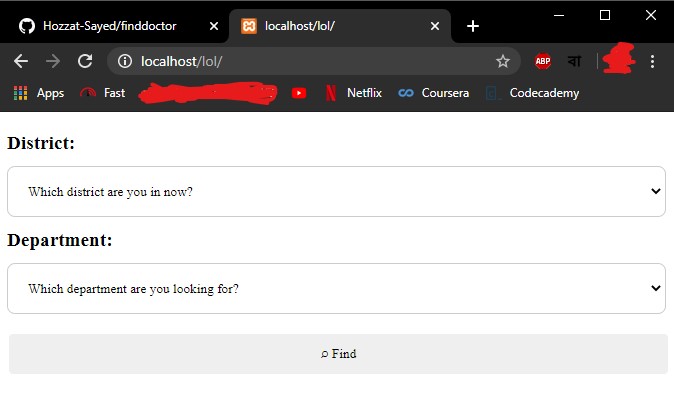 Hozzat-Sayed/finddoctor localhost/lol/
localhost/lol/ ABP বা
Apps Fast Netflix Coursera Codecademy
District:
Which district are you in now?
Department:
Which department are you looking for?
⌕ Find